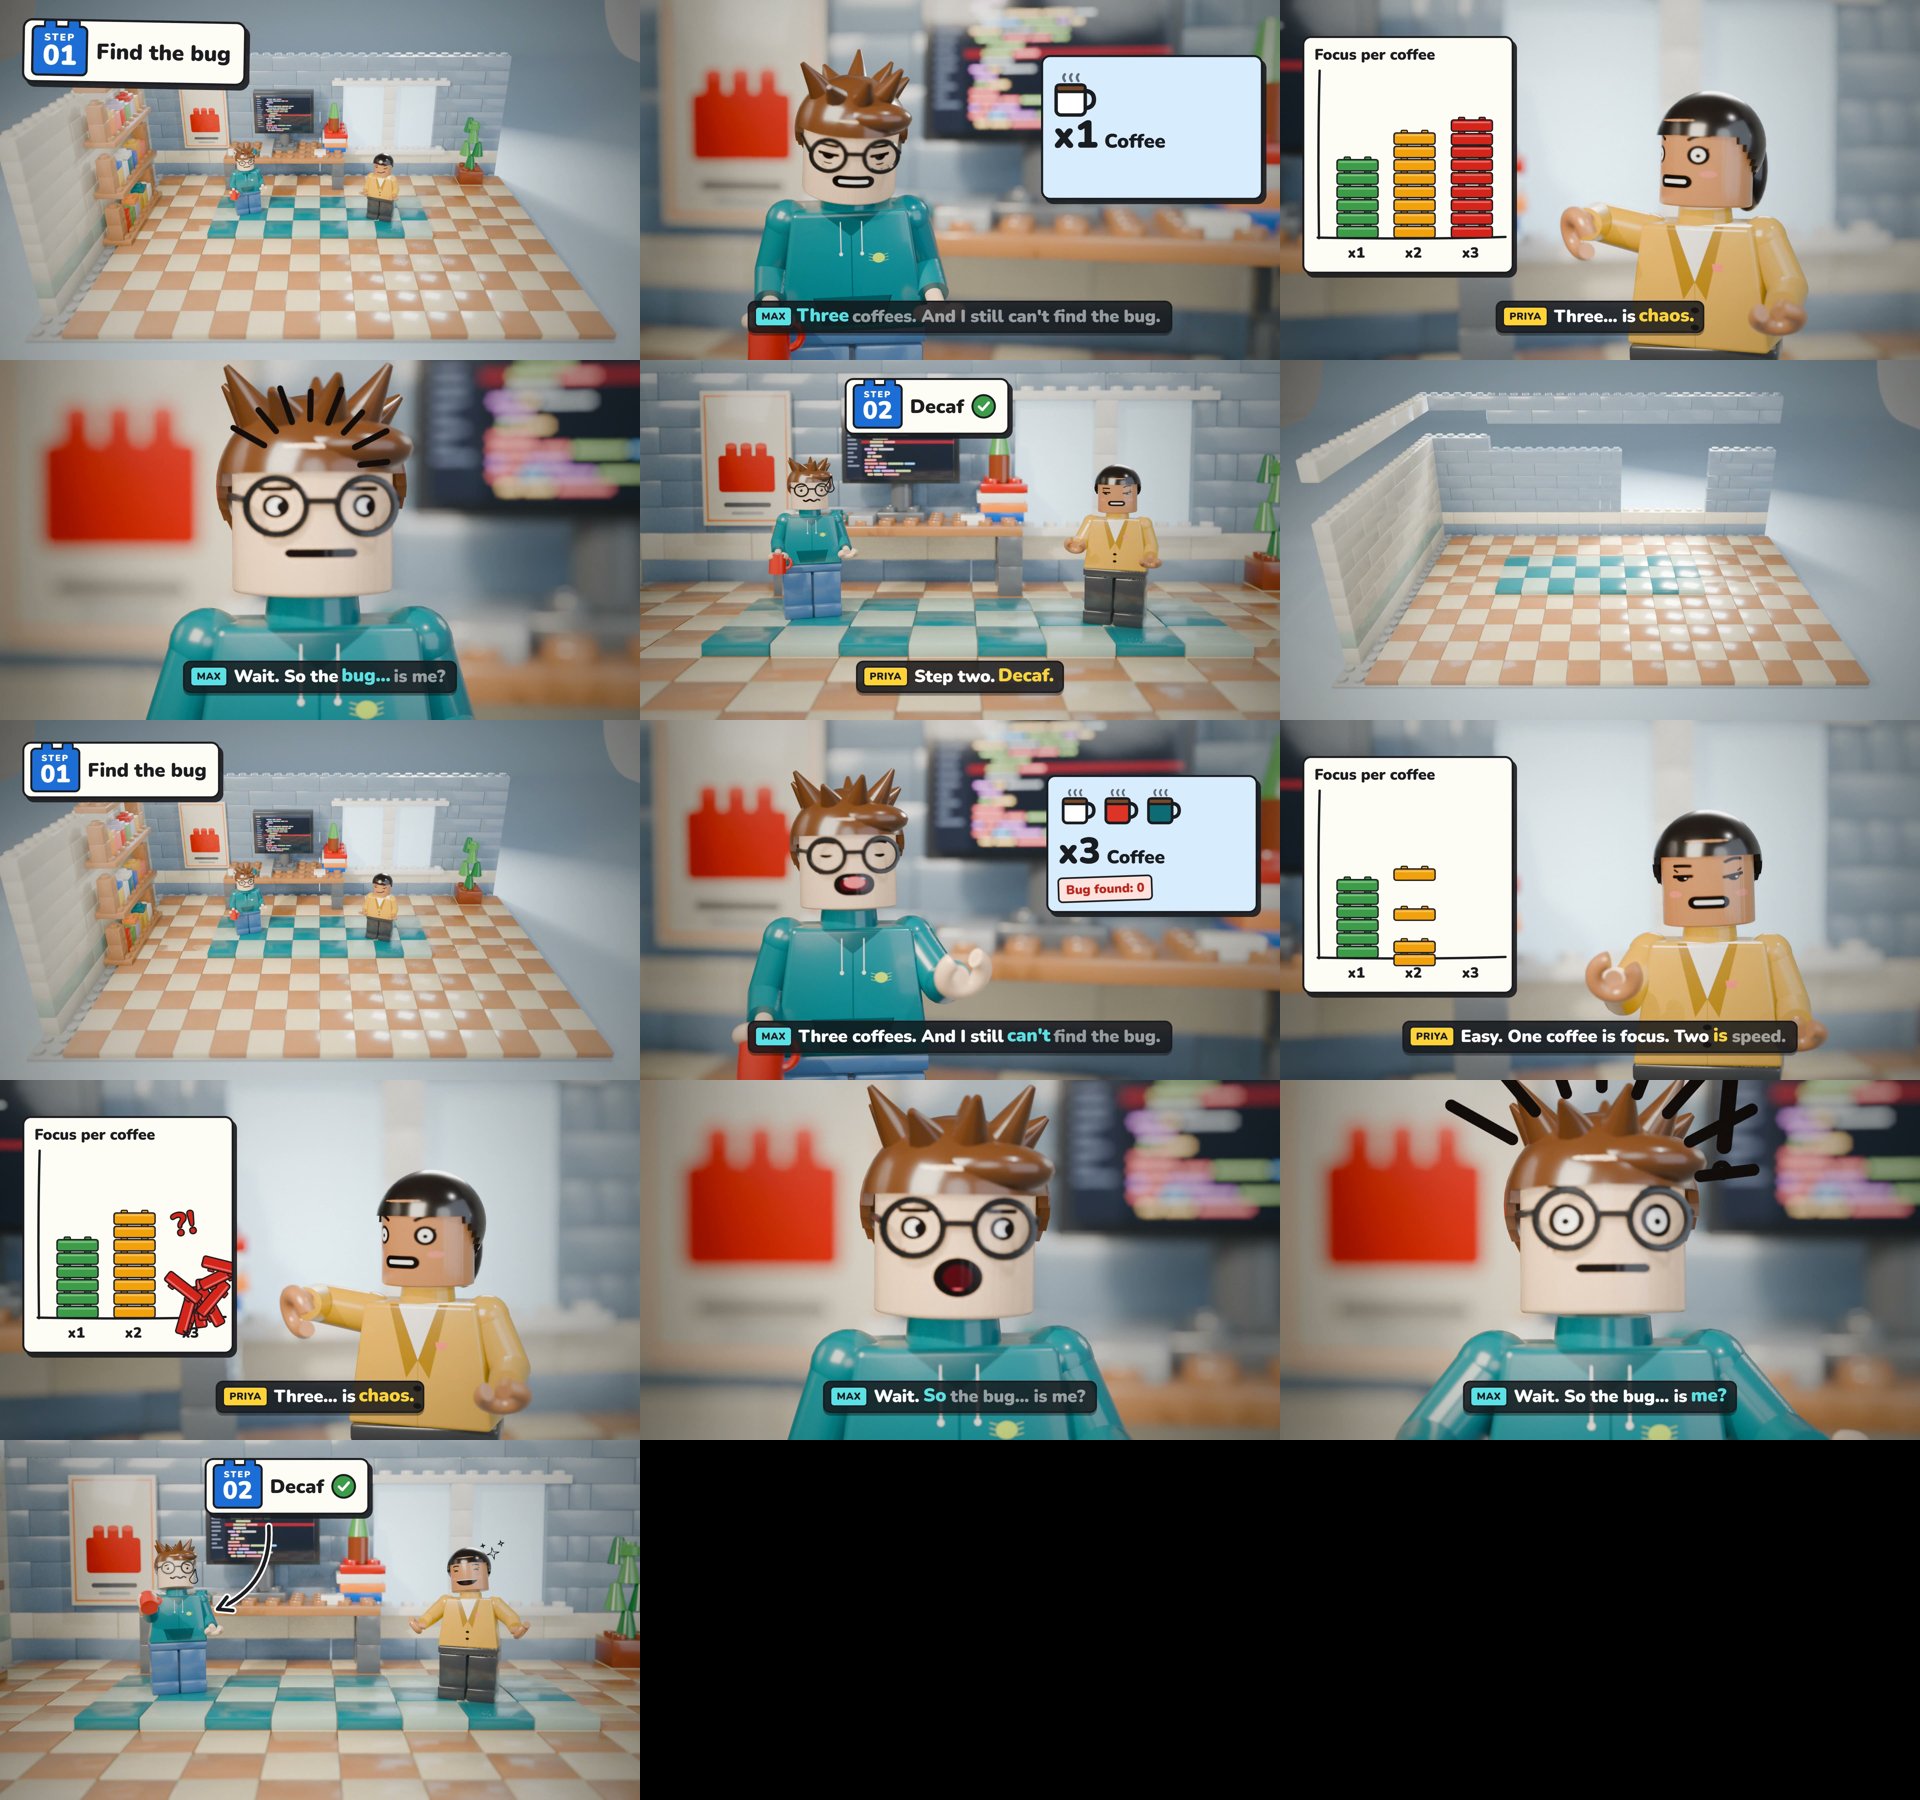 STEP
01
Find the bug
x1 Coffee
MAX Three coffees. And I still can't find the bug.
Focus per coffee
x1 x2 x3
PRIYA Three... is chaos.
MAX Wait. So the bug... is me?
STEP
02
Decaf
PRIYA Step two. Decaf.
STEP
01
Find the bug
x3 Coffee
Bug found: 0
MAX Three coffees. And I still can't find the bug.
Focus per coffee
x1 x2 x3
PRIYA Easy. One coffee is focus. Two is speed.
Focus per coffee
?!
x1 x2 x3
PRIYA Three... is chaos.
MAX Wait. So the bug... is me?
MAX Wait. So the bug... is me?
STEP
02
Decaf